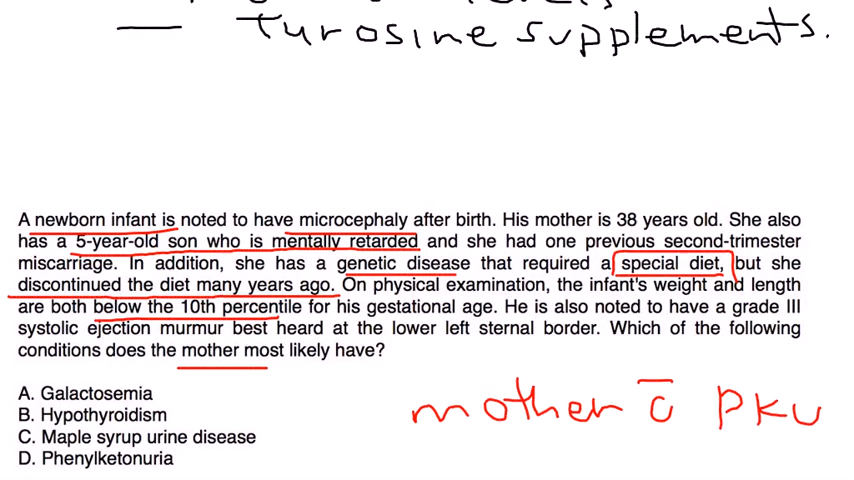 — Tyrosine supplements.
A newborn infant is noted to have microcephaly after birth. His mother is 38 years old. She also
has a 5-year-old son who is mentally retarded and she had one previous second-trimester
miscarriage. In addition, she has a genetic disease that required a special diet, but she
discontinued the diet many years ago. On physical examination, the infant's weight and length
are both below the 10th percentile for his gestational age. He is also noted to have a grade III
systolic ejection murmur best heard at the lower left sternal border. Which of the following
conditions does the mother most likely have?
A. Galactosemia
B. Hypothyroidism
C. Maple syrup urine disease
D. Phenylketonuria
mother c̄ PKU